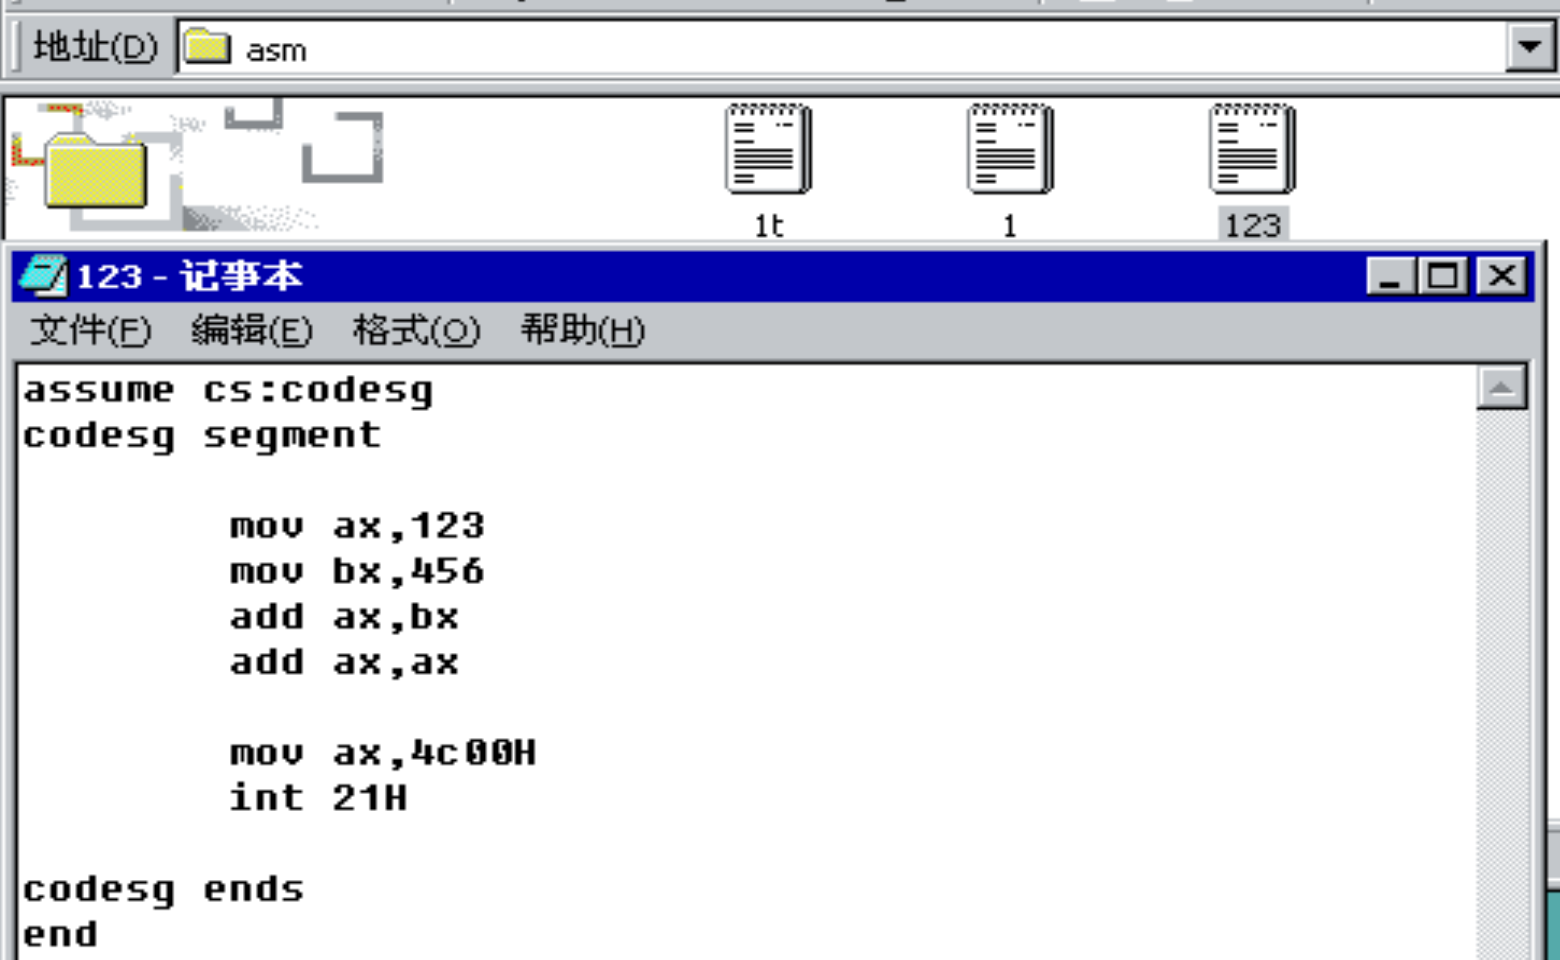 地址(D) asm
1t 1 123
123 - 记事本
文件(F) 编辑(E) 格式(O) 帮助(H)
assume cs:codesg
codesg segment
mov ax,123
mov bx,456
add ax,bx
add ax,ax
mov ax,4c00H
int 21H
codesg ends
end